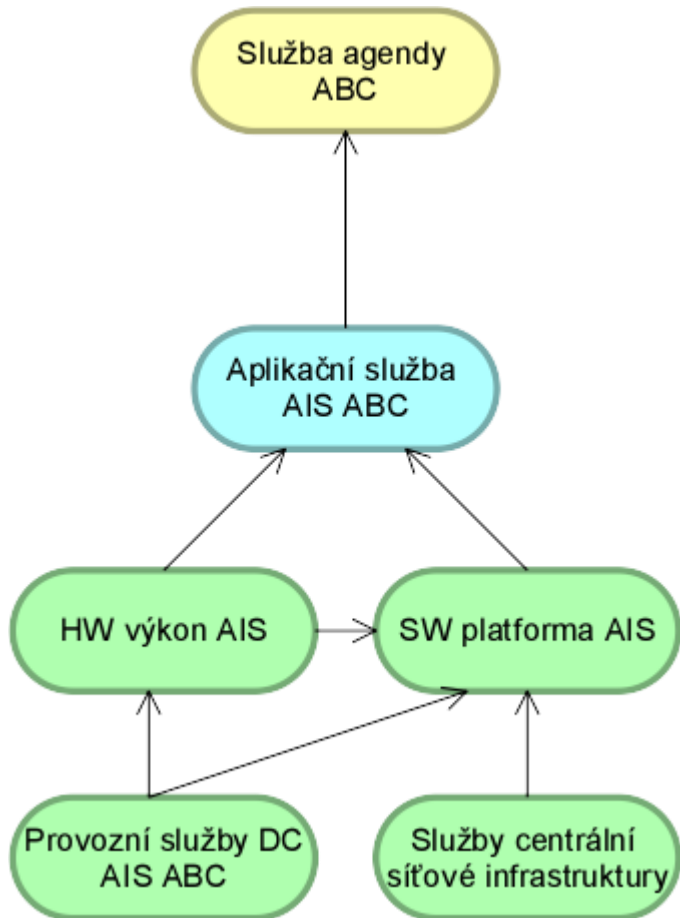 Služba agendy
ABC
Aplikační služba
AIS ABC
HW výkon AIS
SW platforma AIS
Provozní služby DC
AIS ABC
Služby centrální
síťové infrastruktury